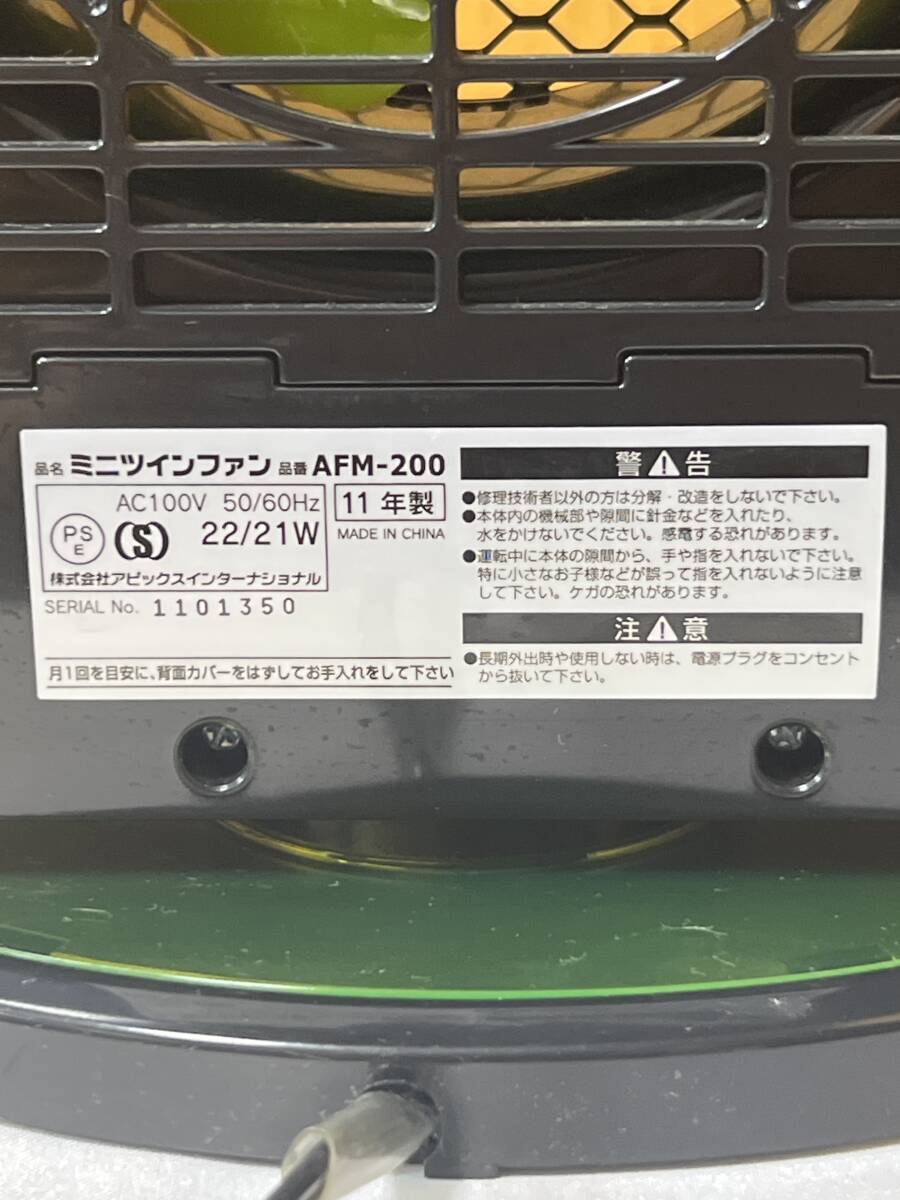 品名 ミニツインファン 品番 AFM-200
AC100V 50/60Hz
PS
E
S
22/21W
株式会社アピックスインターナショナル
11年製
MADE IN CHINA
SERIAL No. 1101350
月1回を目安に、背面カバーをはずしてお手入れをして下さい
警告
●修理技術者以外の方は分解・改造をしないで下さい。
●本体内の機械部や隙間に針金などを入れたり、
水をかけないでください。感電する恐れがあります。
●運転中に本体の隙間から、手や指を入れないで下さい。
特に小さなお子様などが誤って指を入れないように注意
して下さい。ケガの恐れがあります。
注意
●長期外出時や使用しない時は、電源プラグをコンセント
から抜いて下さい。